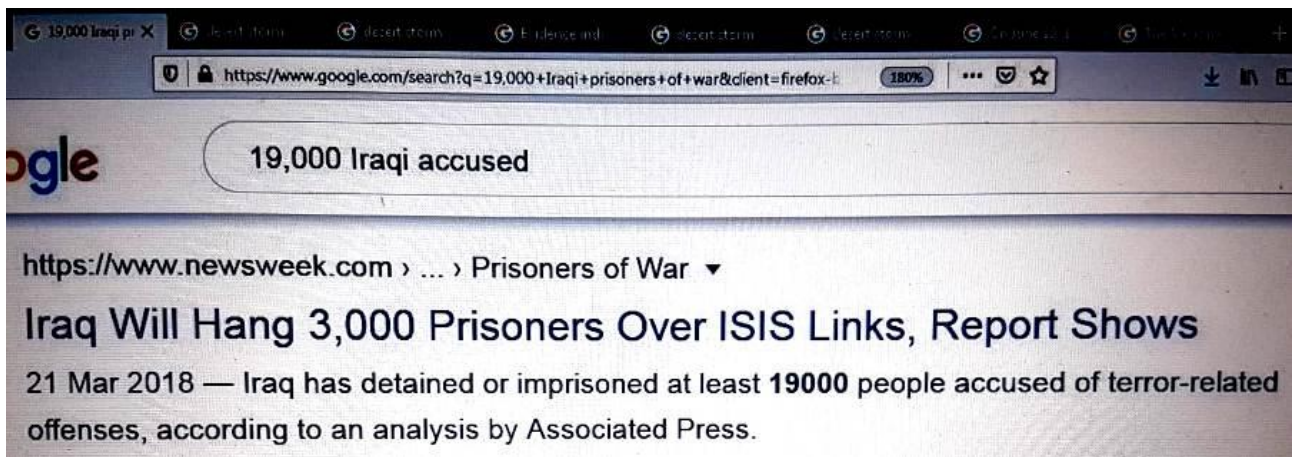 G 19,000 Iraqi pr X G desert storm G desert storm G Evidence ind G desert storm G desert storm G G
https://www.google.com/search?q=19,000+Iraqi+prisoners+of+war&client=firefox-b 180%
ogle 19,000 Iraqi accused
https://www.newsweek.com › ... › Prisoners of War ▾
Iraq Will Hang 3,000 Prisoners Over ISIS Links, Report Shows
21 Mar 2018 — Iraq has detained or imprisoned at least 19000 people accused of terror-related
offenses, according to an analysis by Associated Press.